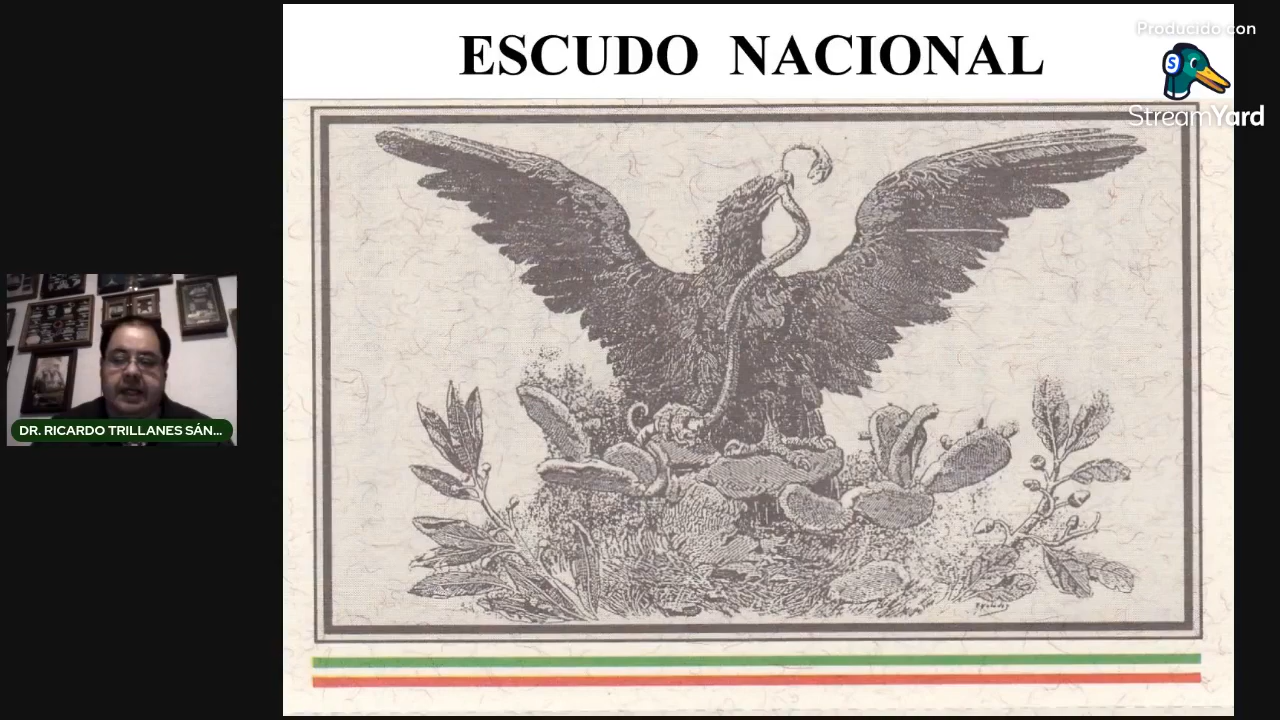 ESCUDO NACIONAL
Producido con
S
StreamYard
DR. RICARDO TRILLANES SÁN...